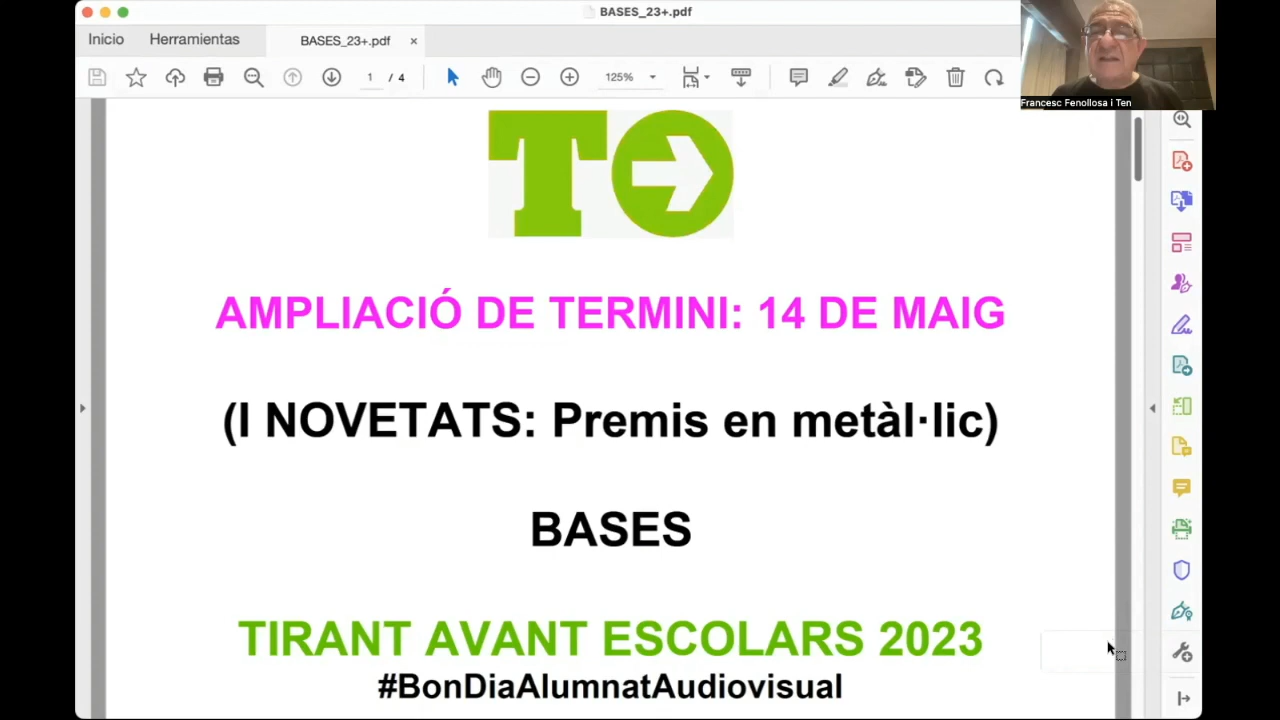 BASES_23+.pdf
Inicio Herramientas BASES_23+.pdf ×
1 / 4 125%
Francesc Fenollosa i Ten
T
AMPLIACIÓ DE TERMINI: 14 DE MAIG
(I NOVETATS: Premis en metàl·lic)
BASES
TIRANT AVANT ESCOLARS 2023
#BonDiaAlumnatAudiovisual